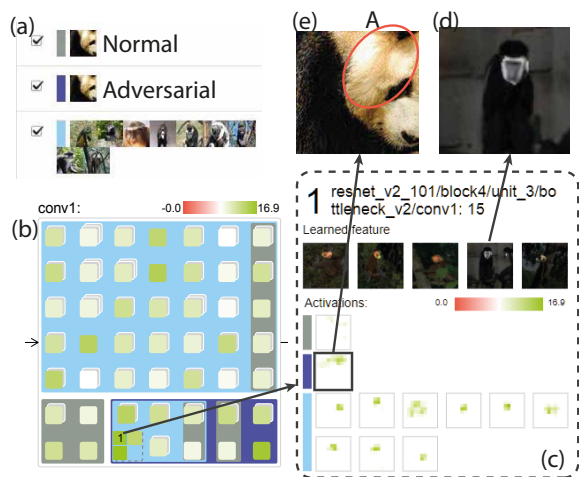 (a)
Normal
Adversarial
(e)
A
(d)
(b)
conv1:
-0.0
16.9
1
1
resnet_v2_101/block4/unit_3/bo
ttleneck_v2/conv1: 15
Learned feature
Activations:
0.0
16.9
(c)